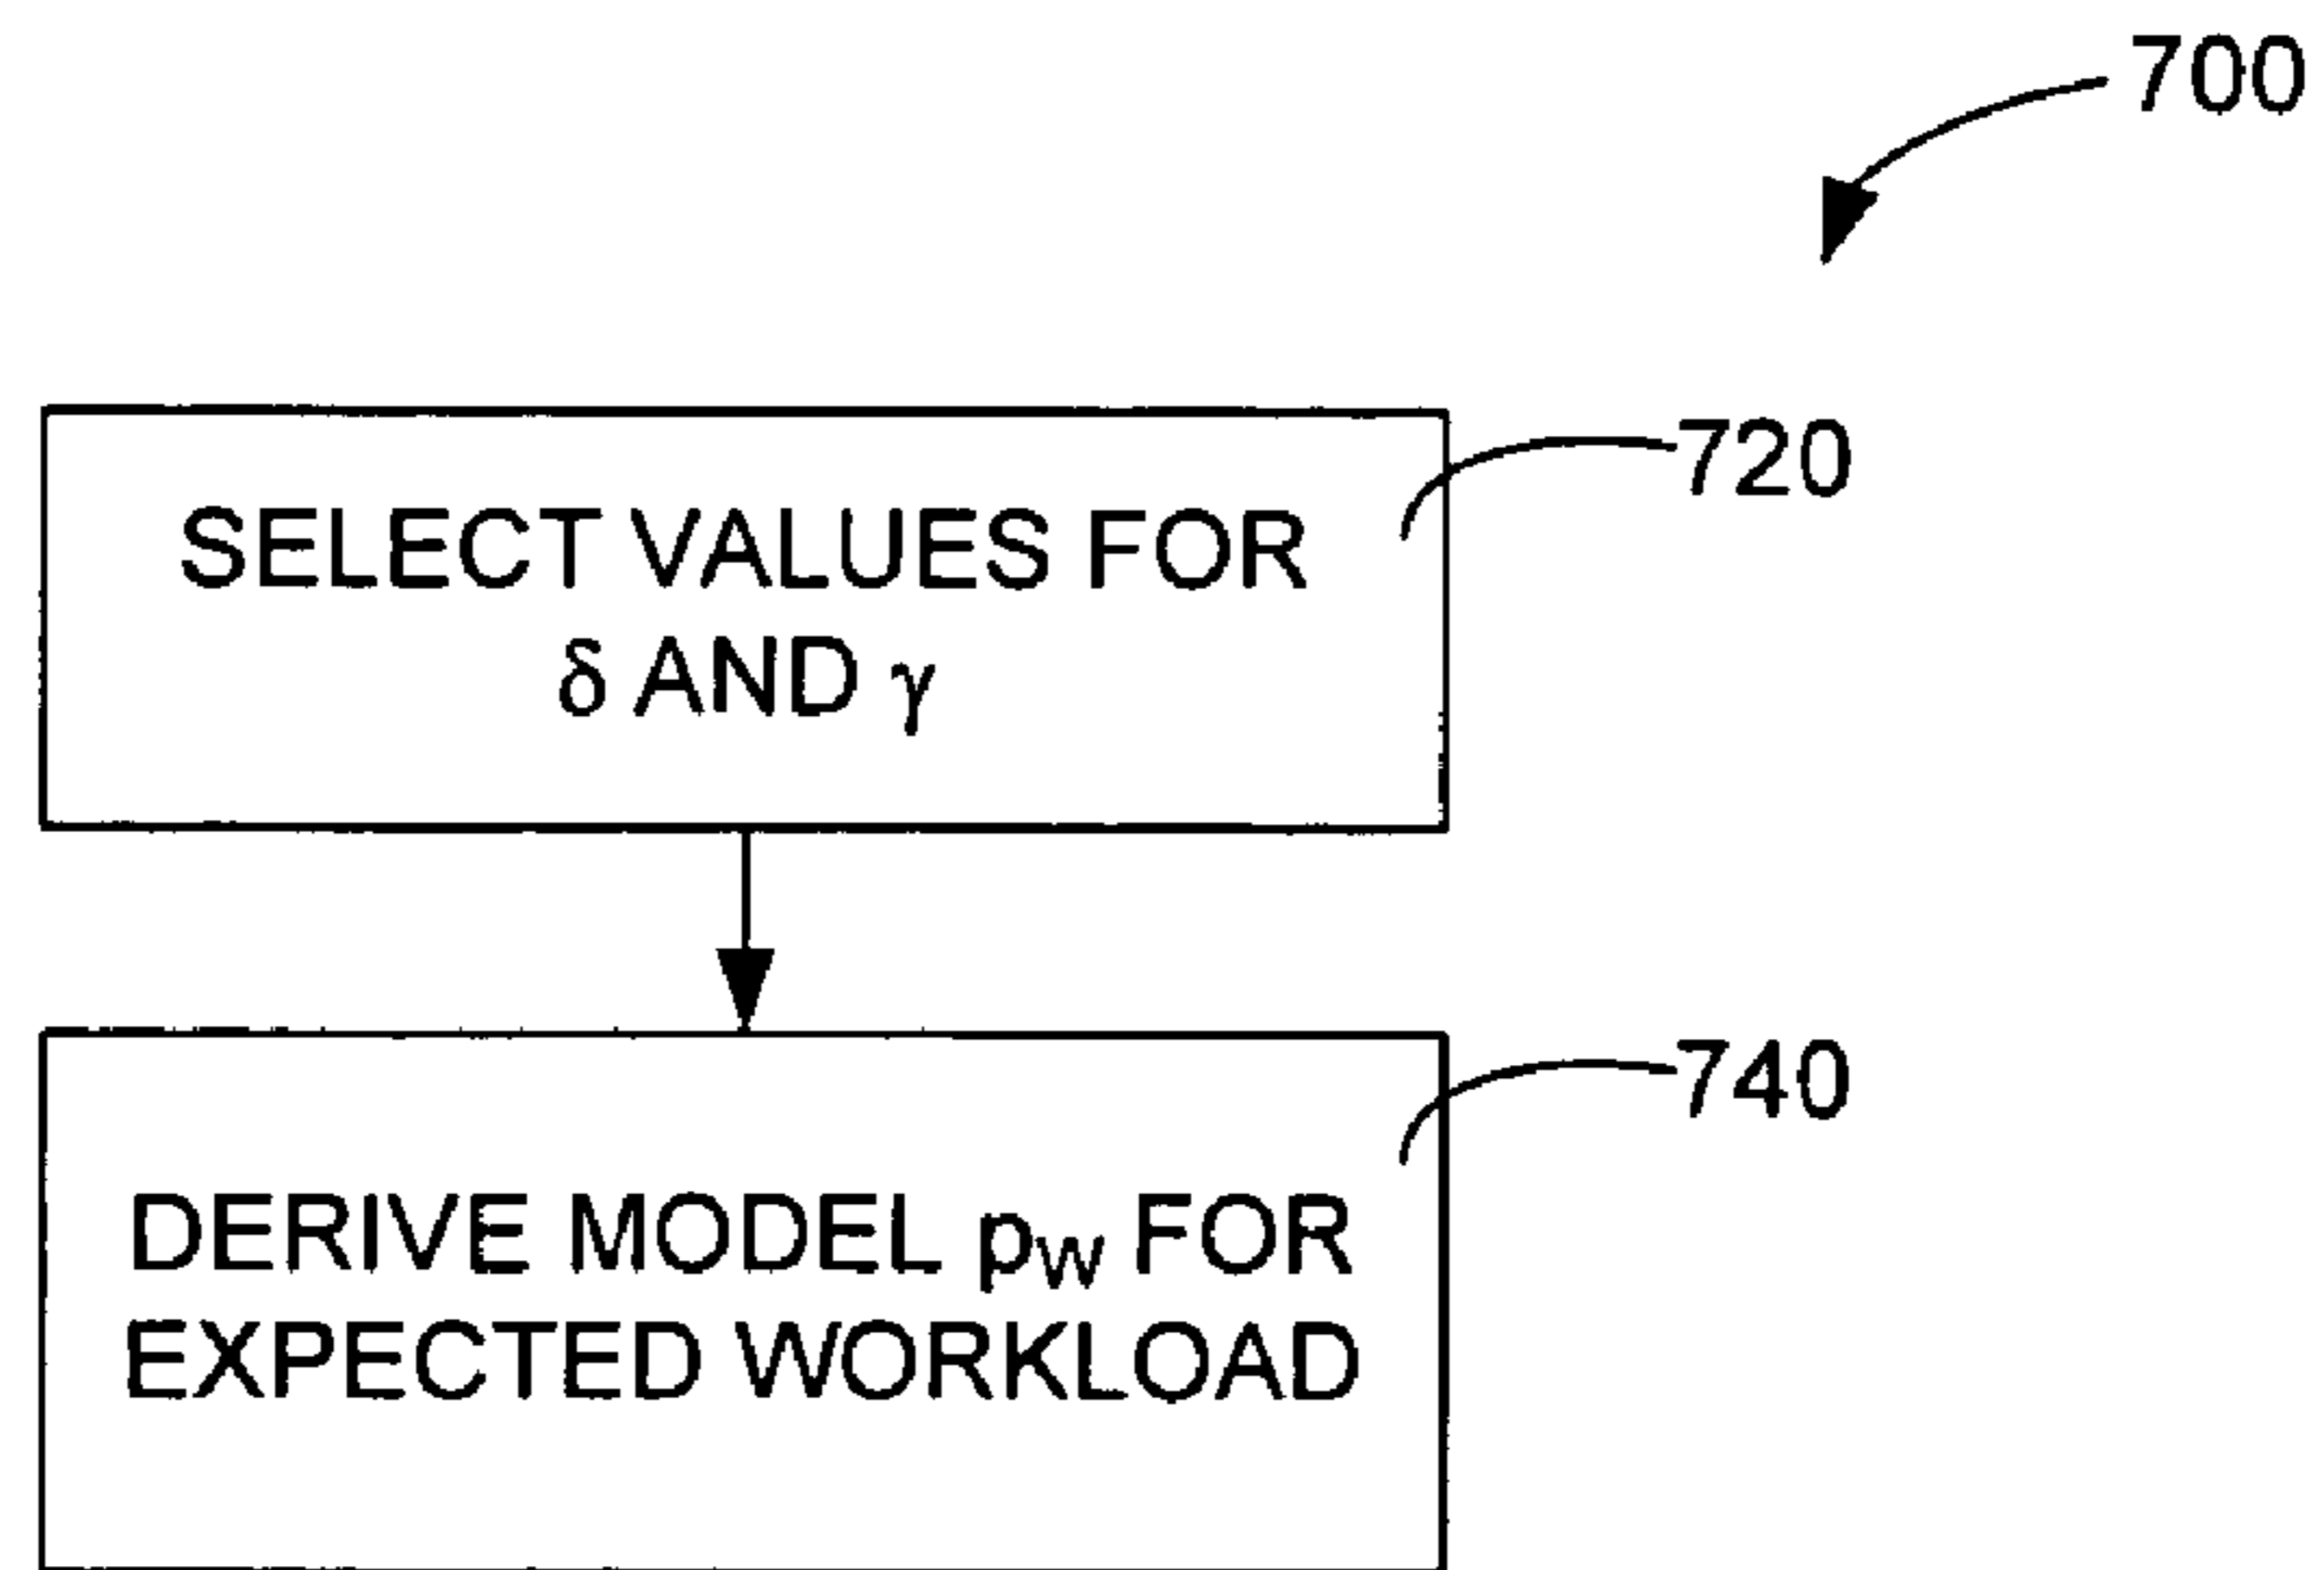 700
720
SELECT VALUES FOR
δ AND γ
740
DERIVE MODEL pw FOR
EXPECTED WORKLOAD